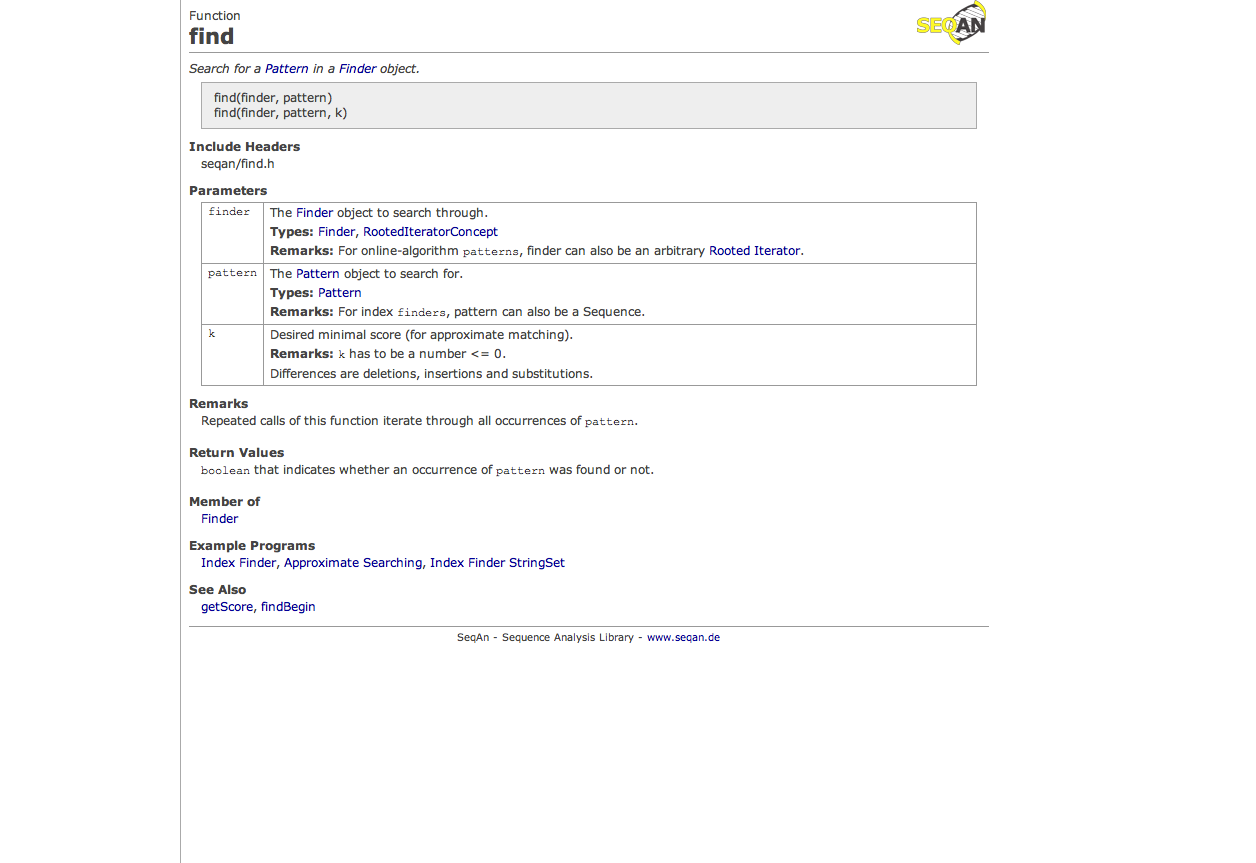 Function
find
SEQAN
Search for a Pattern in a Finder object.
find(finder, pattern)
find(finder, pattern, k)
Include Headers
seqan/find.h
Parameters
finder
The Finder object to search through.
Types: Finder, RootedIteratorConcept
Remarks: For online-algorithm patterns, finder can also be an arbitrary Rooted Iterator.
pattern
The Pattern object to search for.
Types: Pattern
Remarks: For index finders, pattern can also be a Sequence.
k
Desired minimal score (for approximate matching).
Remarks: k has to be a number <= 0.
Differences are deletions, insertions and substitutions.
Remarks
Repeated calls of this function iterate through all occurrences of pattern.
Return Values
boolean that indicates whether an occurrence of pattern was found or not.
Member of
Finder
Example Programs
Index Finder, Approximate Searching, Index Finder StringSet
See Also
getScore, findBegin
SeqAn - Sequence Analysis Library - www.seqan.de